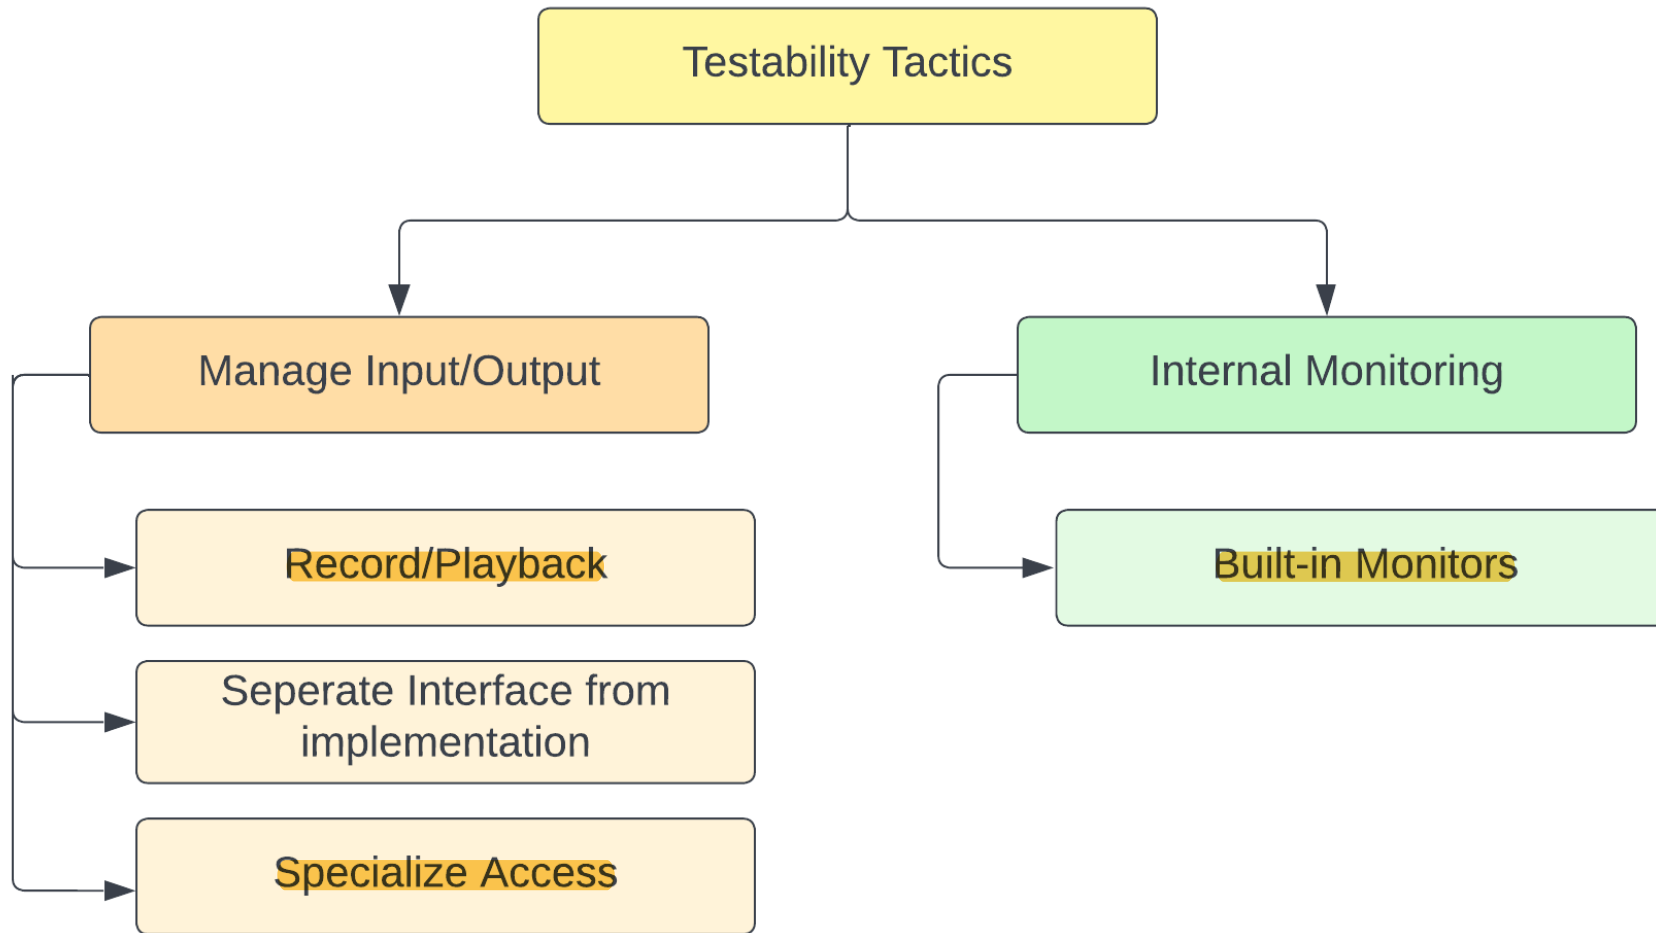 Testability Tactics
Manage Input/Output
Internal Monitoring
Record/Playback
Built-in Monitors
Seperate Interface from
implementation
Specialize Access